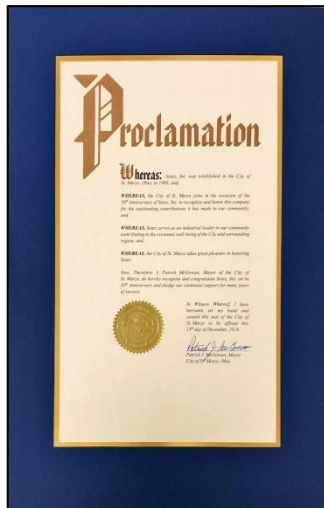 Proclamation
Whereas: Setex, Inc. was established in the City of
St. Marys, Ohio, in 1988; and,
WHEREAS, the City of St. Marys joins in the occasion of the
30th Anniversary of Setex, Inc. to recognize and honor this company
for the outstanding contributions it has made to our community;
and,
WHEREAS, Setex serves as an industrial leader in our community
contributing to the economic well-being of the City and surrounding
region; and,
WHEREAS, the City of St. Marys takes great pleasure in honoring
Setex.
Now, Therefore, I, Patrick McGowan, Mayor of the City of
St. Marys, do hereby recognize and congratulate Setex, Inc. on its
30th Anniversary and pledge our continued support for many years
of success.
In Witness Whereof, I have
hereunto set my hand and
caused the seal of the City of
St. Marys to be affixed this
day of December, 2018.
Patrick J. McGowan
Patrick J. McGowan, Mayor
City of St. Marys, Ohio